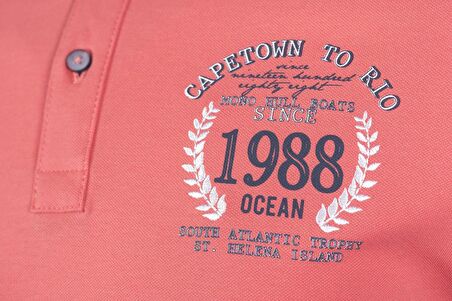 CAPETOWN TO RIO
since
nineteen hundred
eighty eight
MONO HULL BOATS
SINCE
1988
OCEAN
SOUTH ATLANTIC TROPHY
ST. HELENA ISLAND